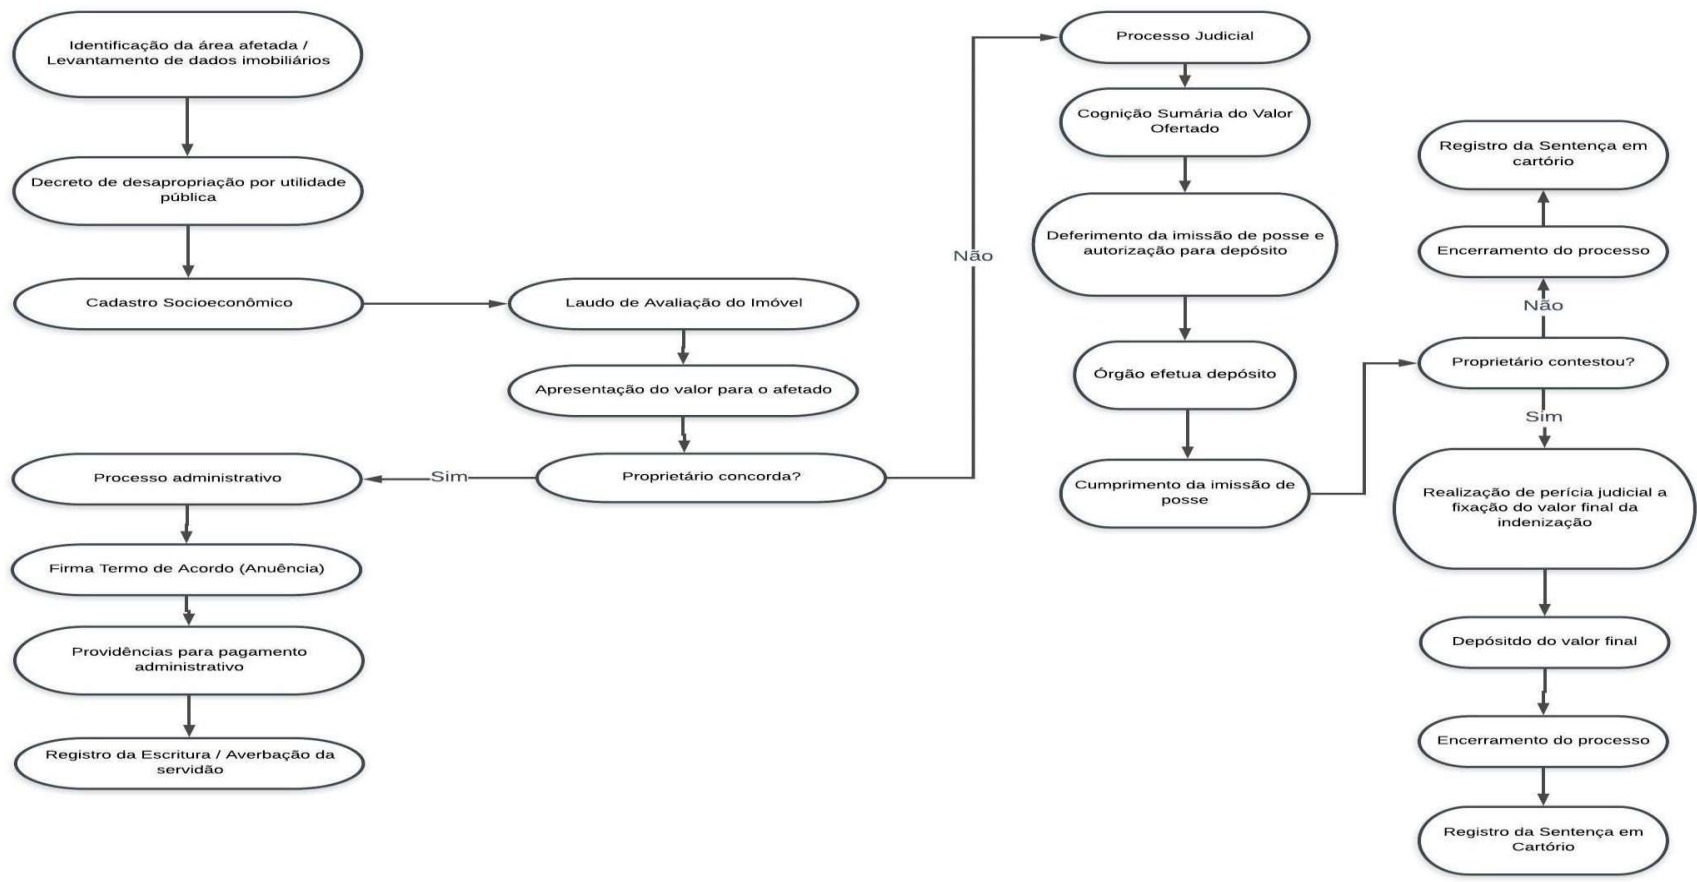 Identificação da área afetada /
Levantamento de dados imobiliários
Decreto de desapropriação por utilidade
pública
Cadastro Socioeconômico
Laudo de Avaliação do Imóvel
Apresentação do valor para o afetado
Proprietário concorda?
Sim
Processo administrativo
Firma Termo de Acordo (Anuência)
Providências para pagamento
administrativo
Registro da Escritura / Averbação da
servidão
Não
Processo Judicial
Cognição Sumária do Valor
Ofertado
Deferimento da imissão de posse e
autorização para depósito
Órgão efetua depósito
Cumprimento da imissão de
posse
Proprietário contestou?
Não
Encerramento do processo
Registro da Sentença em
cartório
Sim
Realização de perícia judicial a
fixação do valor final da
indenização
Depósitdo do valor final
Encerramento do processo
Registro da Sentença em
Cartório